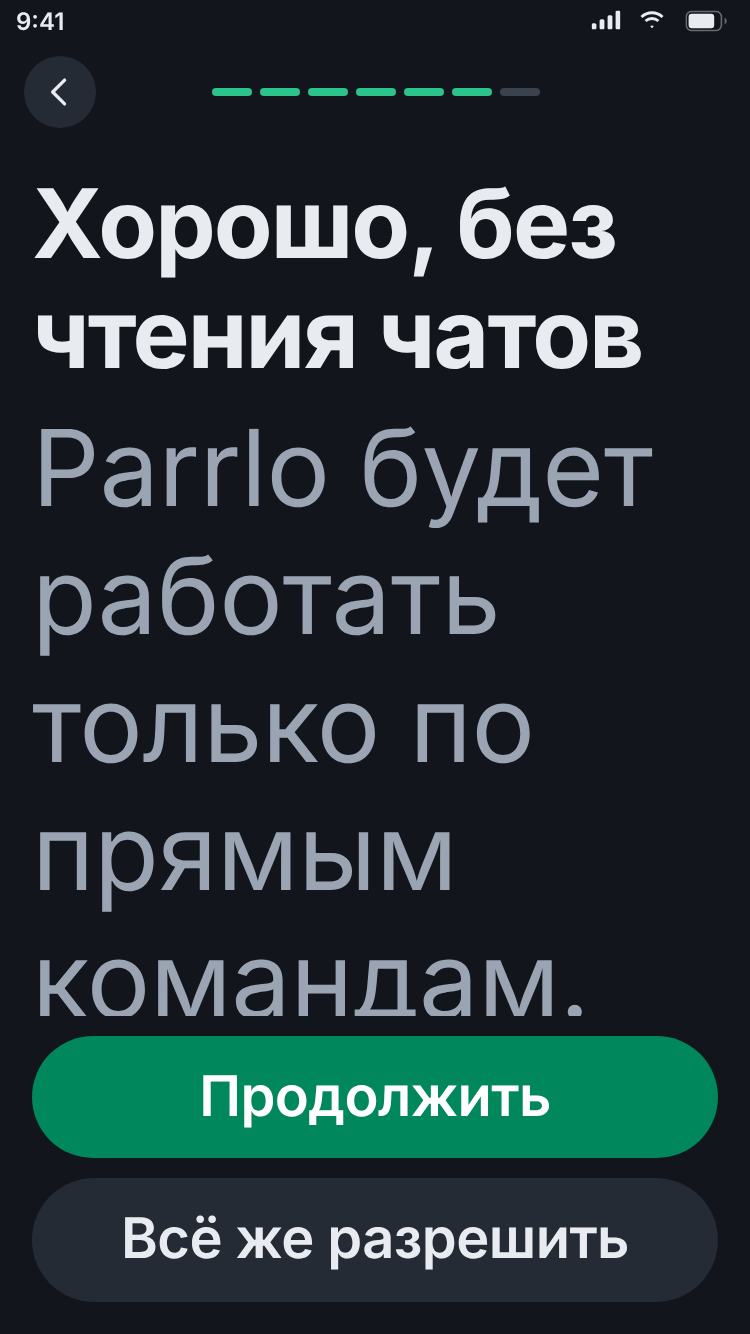 9:41
Хорошо, без
чтения чатов
Parrlo будет
работать
только по
прямым
командам.
Продолжить
Всё же разрешить